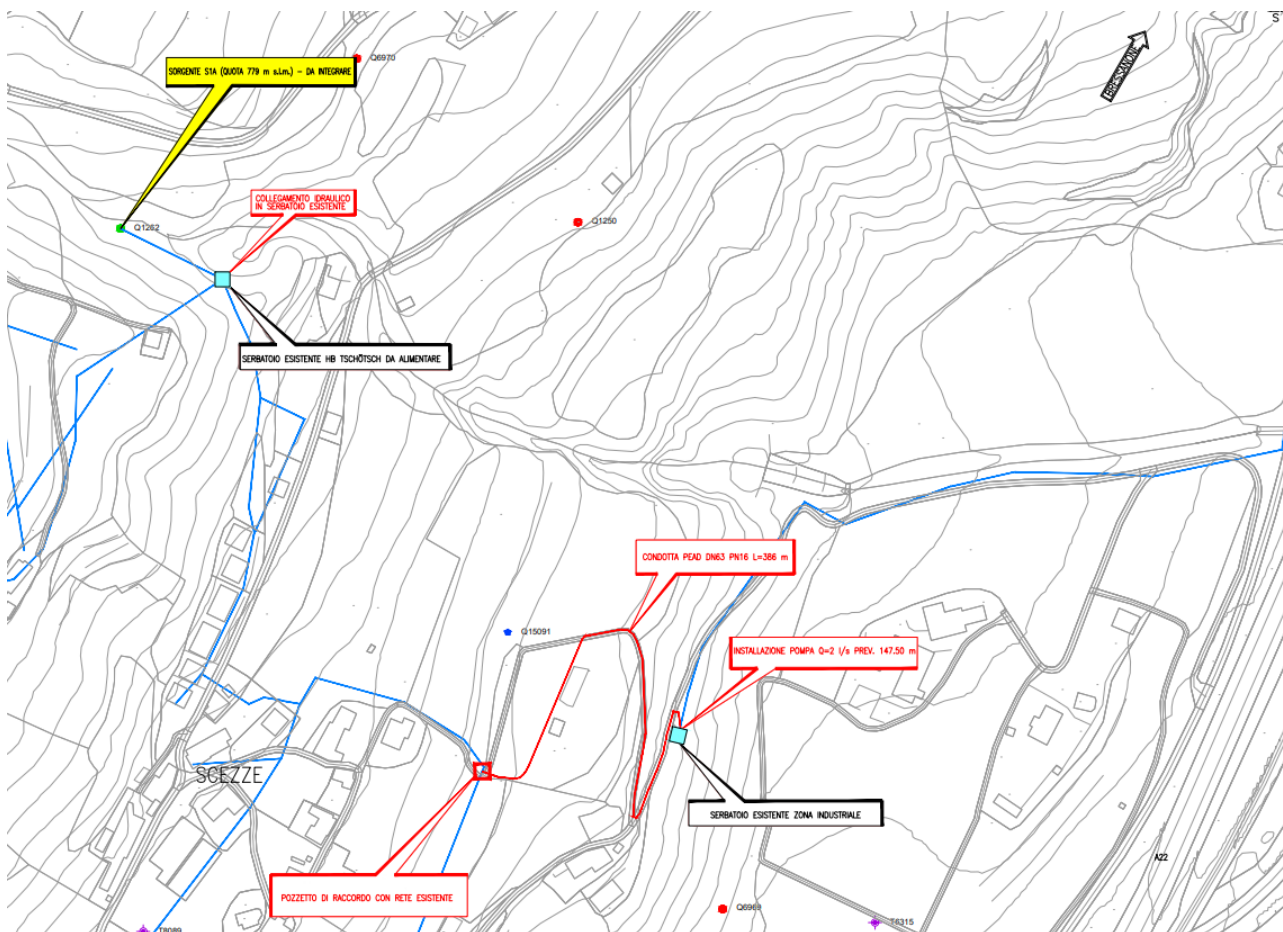 S
BRESSANONE
Q6970
SORGENTE S1A (QUOTA 779 m s.l.m.) - DA INTEGRARE
COLLEGAMENTO IDRAULICO
IN SERBATOIO ESISTENTE
Q1262
Q1250
SERBATOIO ESISTENTE HB TSCHÖTSCH DA ALIMENTARE
CONDOTTA PEAD DN63 PN16 L=386 m
Q15091
INSTALLAZIONE POMPA Q=2 l/s PREV. 147.50 m
SCEZZE
SERBATOIO ESISTENTE ZONA INDUSTRIALE
A22
POZZETTO DI RACCORDO CON RETE ESISTENTE
Q6969
T6315
T8089